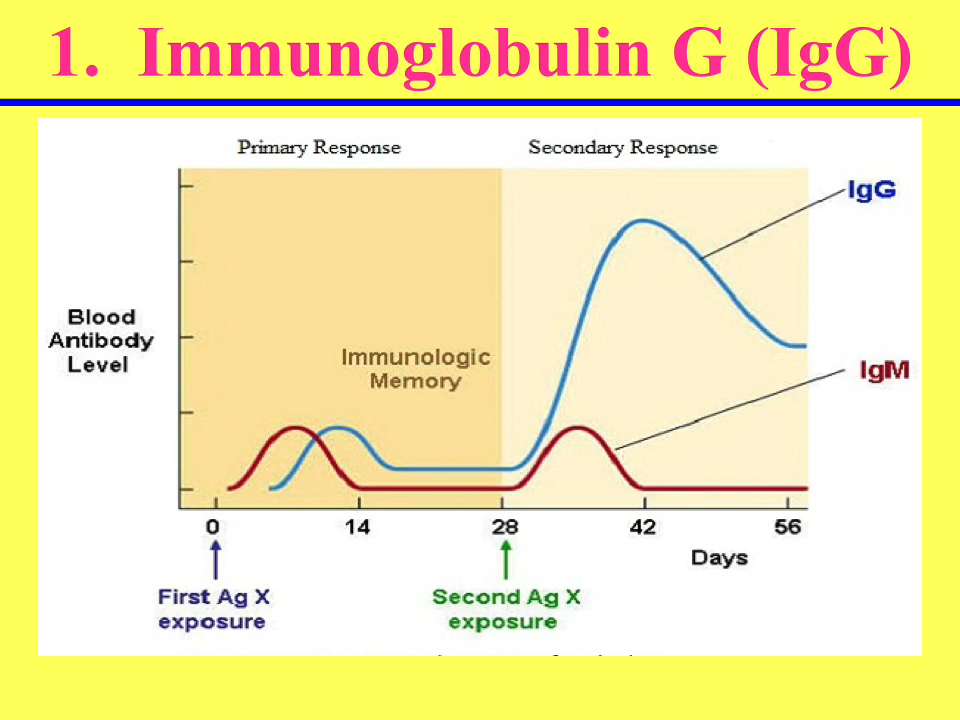 1. Immunoglobulin G (IgG)
Primary Response
Secondary Response
IgG
Blood
Antibody
Level
Immunologic
Memory
IgM
0
14
28
42
56
Days
First Ag X
exposure
Second Ag X
exposure